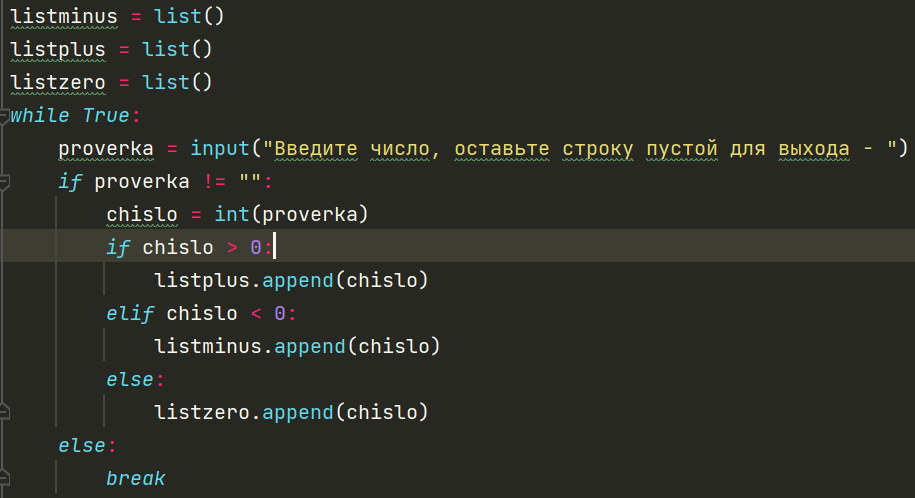 listminus = list()
listplus = list()
listzero = list()
while True:
    proverka = input("Введите число, оставьте строку пустой для выхода - ")
    if proverka != "":
        chislo = int(proverka)
        if chislo > 0:
            listplus.append(chislo)
        elif chislo < 0:
            listminus.append(chislo)
        else:
            listzero.append(chislo)
    else:
        break